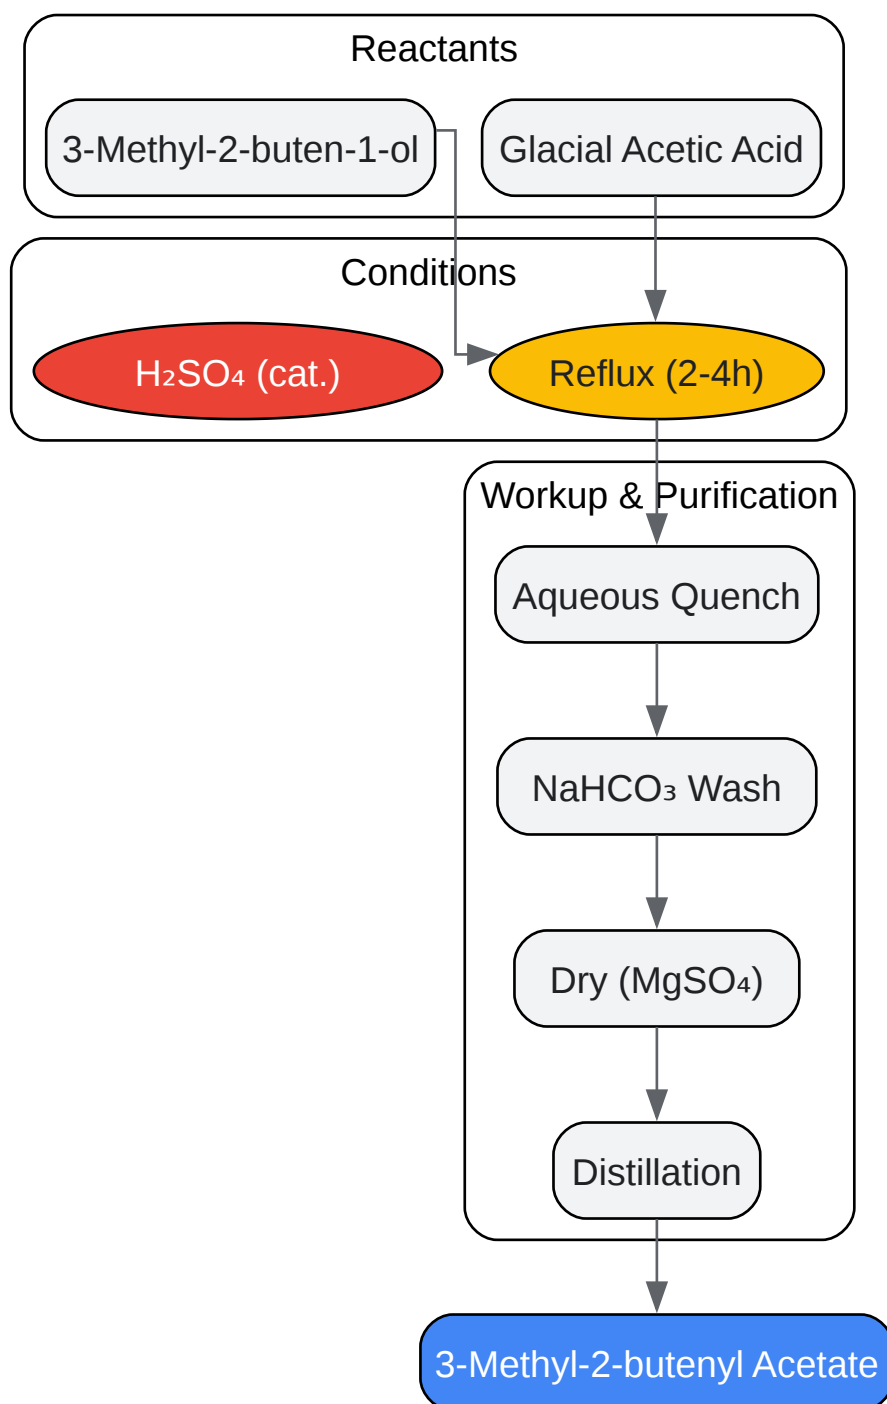 Reactants
3-Methyl-2-buten-1-ol
Glacial Acetic Acid
Conditions
H₂SO₄ (cat.)
Reflux (2-4h)
Workup & Purification
Aqueous Quench
NaHCO₃ Wash
Dry (MgSO₄)
Distillation
3-Methyl-2-butenyl Acetate